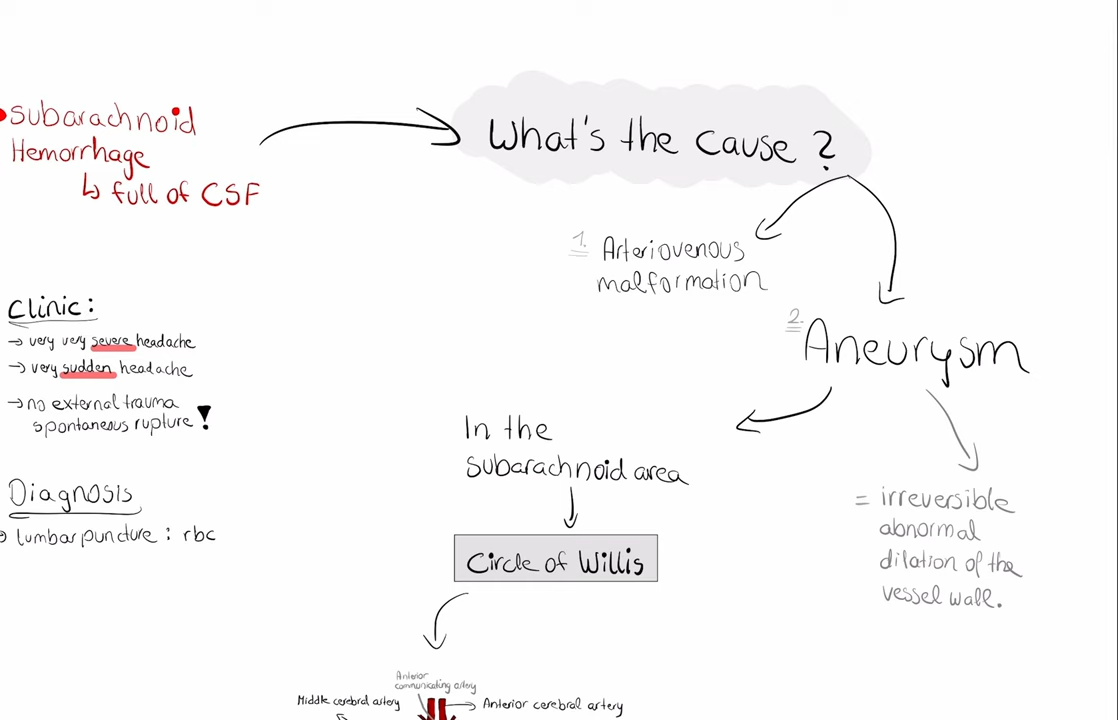 Subarachnoid
Hemorrhage
↳ full of CSF
What's the cause ?
1. Arteriovenous
malformation
2. Aneurysm
Clinic:
→ very very severe headache
→ very sudden headache
→ no external trauma
spontaneous rupture !
Diagnosis
→ lumbar puncture : rbc
In the
subarachnoid area
Circle of Willis
= irreversible
abnormal
dilation of the
vessel wall.
Anterior
communicating artery
Middle cerebral artery
Anterior cerebral artery